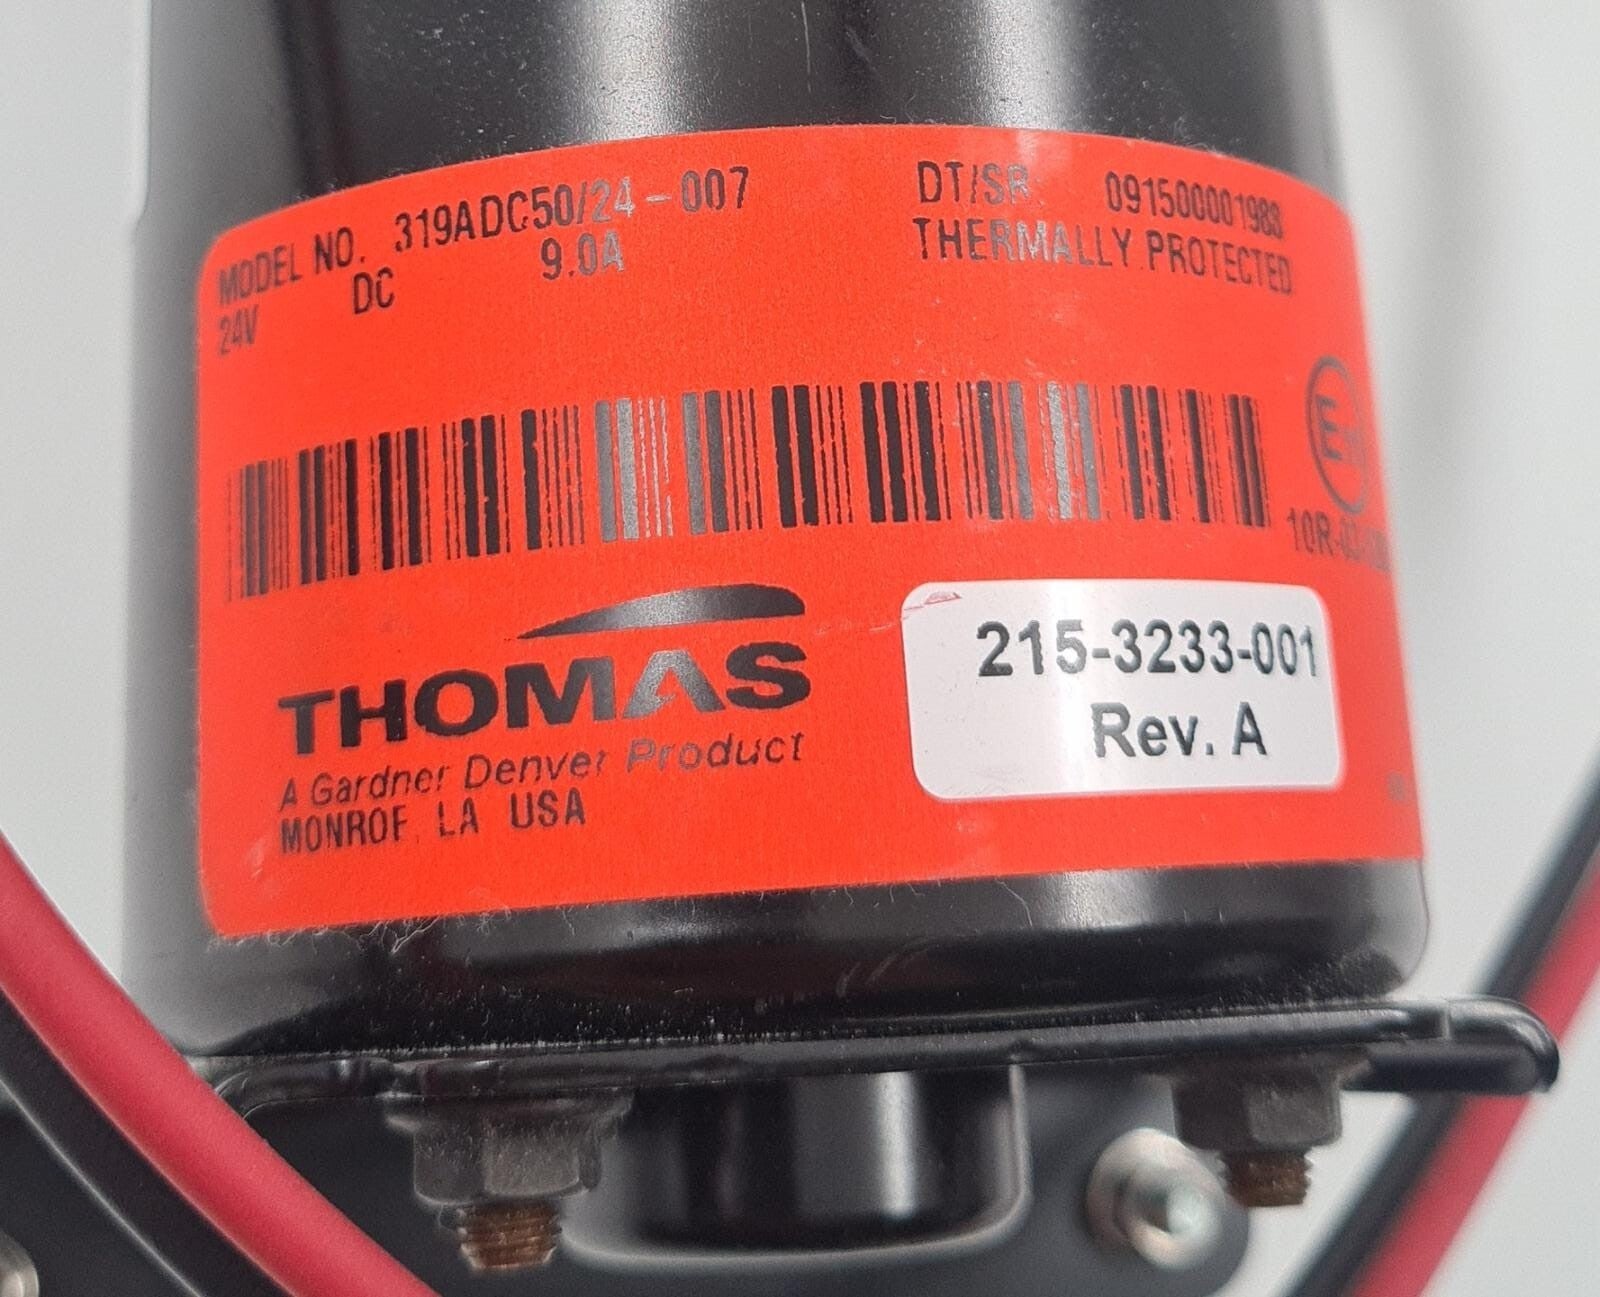 MODEL NO. 319ADC50/24-007
24V DC 9.0A
DT/SR: 091500001988
THERMALLY PROTECTED
E
THOMAS
A Gardner Denver Product
MONROE, LA USA
215-3233-001
Rev. A